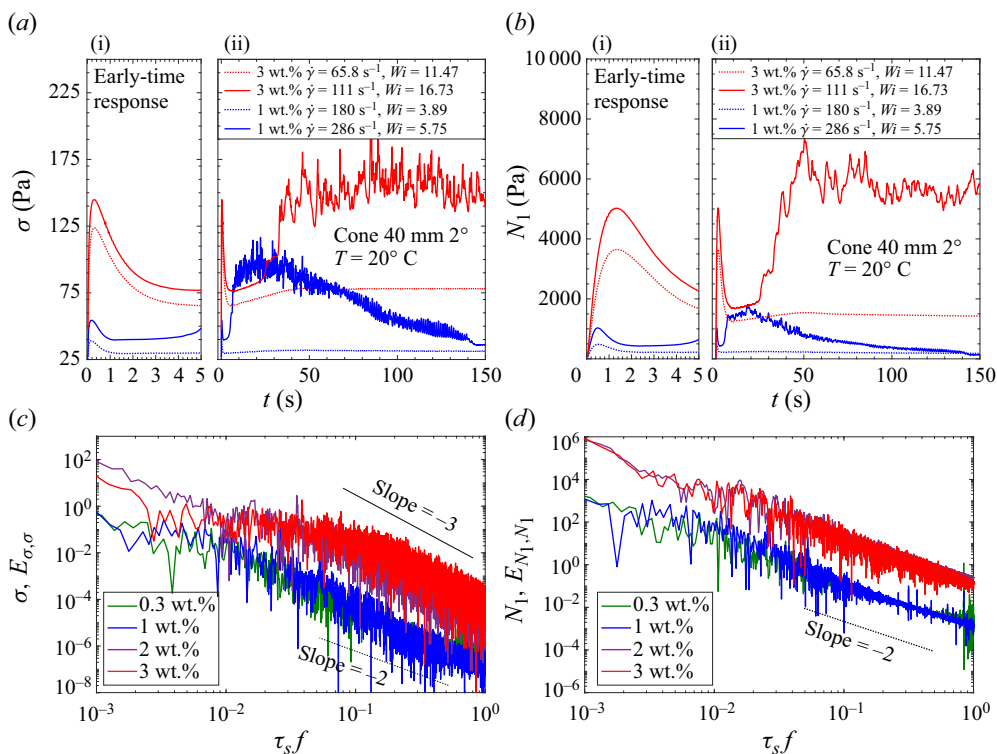 (a)
(i)
(ii)
225
175
125
75
25
σ (Pa)
Early-time
response
3 wt.% γ̇ = 65.8 s⁻¹, Wi = 11.47
3 wt.% γ̇ = 111 s⁻¹, Wi = 16.73
1 wt.% γ̇ = 180 s⁻¹, Wi = 3.89
1 wt.% γ̇ = 286 s⁻¹, Wi = 5.75
Cone 40 mm 2°
T = 20° C
0 1 2 3 4 5
50 100 150
t (s)
(b)
(i)
(ii)
10 000
8000
6000
4000
2000
N₁ (Pa)
Early-time
response
3 wt.% γ̇ = 65.8 s⁻¹, Wi = 11.47
3 wt.% γ̇ = 111 s⁻¹, Wi = 16.73
1 wt.% γ̇ = 180 s⁻¹, Wi = 3.89
1 wt.% γ̇ = 286 s⁻¹, Wi = 5.75
Cone 40 mm 2°
T = 20° C
0 1 2 3 4 5
0 50 100 150
t (s)
(c)
10²
10⁰
10⁻²
10⁻⁴
10⁻⁶
10⁻⁸
σ, E_σ,σ
Slope = –3
Slope = –2
0.3 wt.%
1 wt.%
2 wt.%
3 wt.%
10⁻³ 10⁻² 10⁻¹ 10⁰
τₛ f
(d)
10⁶
10⁴
10²
10⁰
10⁻²
10⁻⁴
10⁻⁶
N₁, E_N₁,N₁
Slope = –2
0.3 wt.%
1 wt.%
2 wt.%
3 wt.%
10⁻³ 10⁻² 10⁻¹ 10⁰
τₛ f